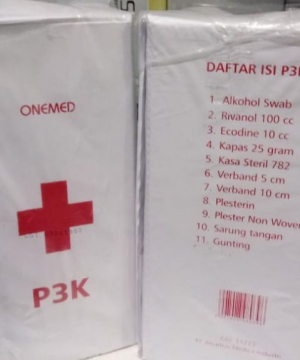 ONEMED
P3K
DAFTAR ISI P3
1. Alkohol Swab
2. Rivanol 100 cc
3. Ecodine 10 cc
4. Kapas 25 gram
5. Kasa Steril 782
6. Verband 5 cm
7. Verband 10 cm
8. Plesterin
9. Plester Non Wove
10. Sarung tangan
11. Gunting